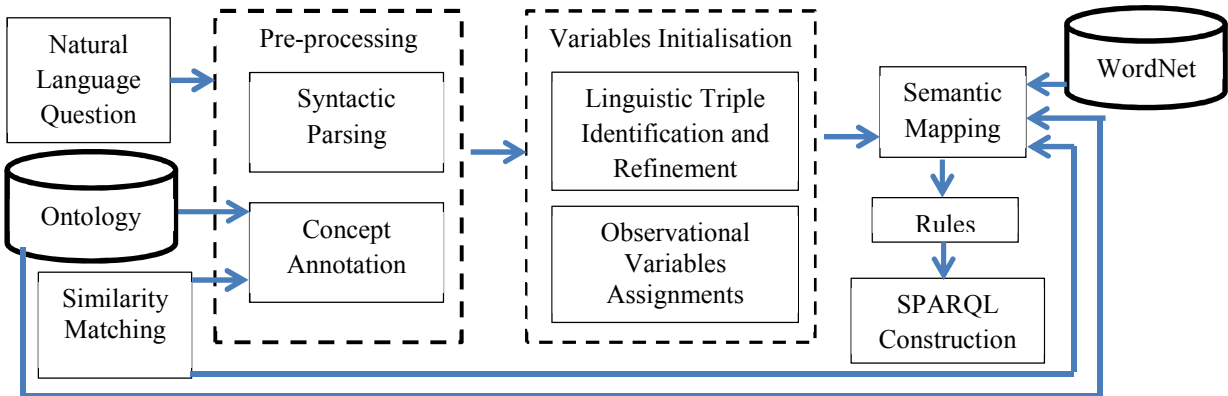 Natural
Language
Question
Ontology
Similarity
Matching
Pre-processing
Syntactic
Parsing
Concept
Annotation
Variables Initialisation
Linguistic Triple
Identification and
Refinement
Observational
Variables
Assignments
Semantic
Mapping
Rules
SPARQL
Construction
WordNet